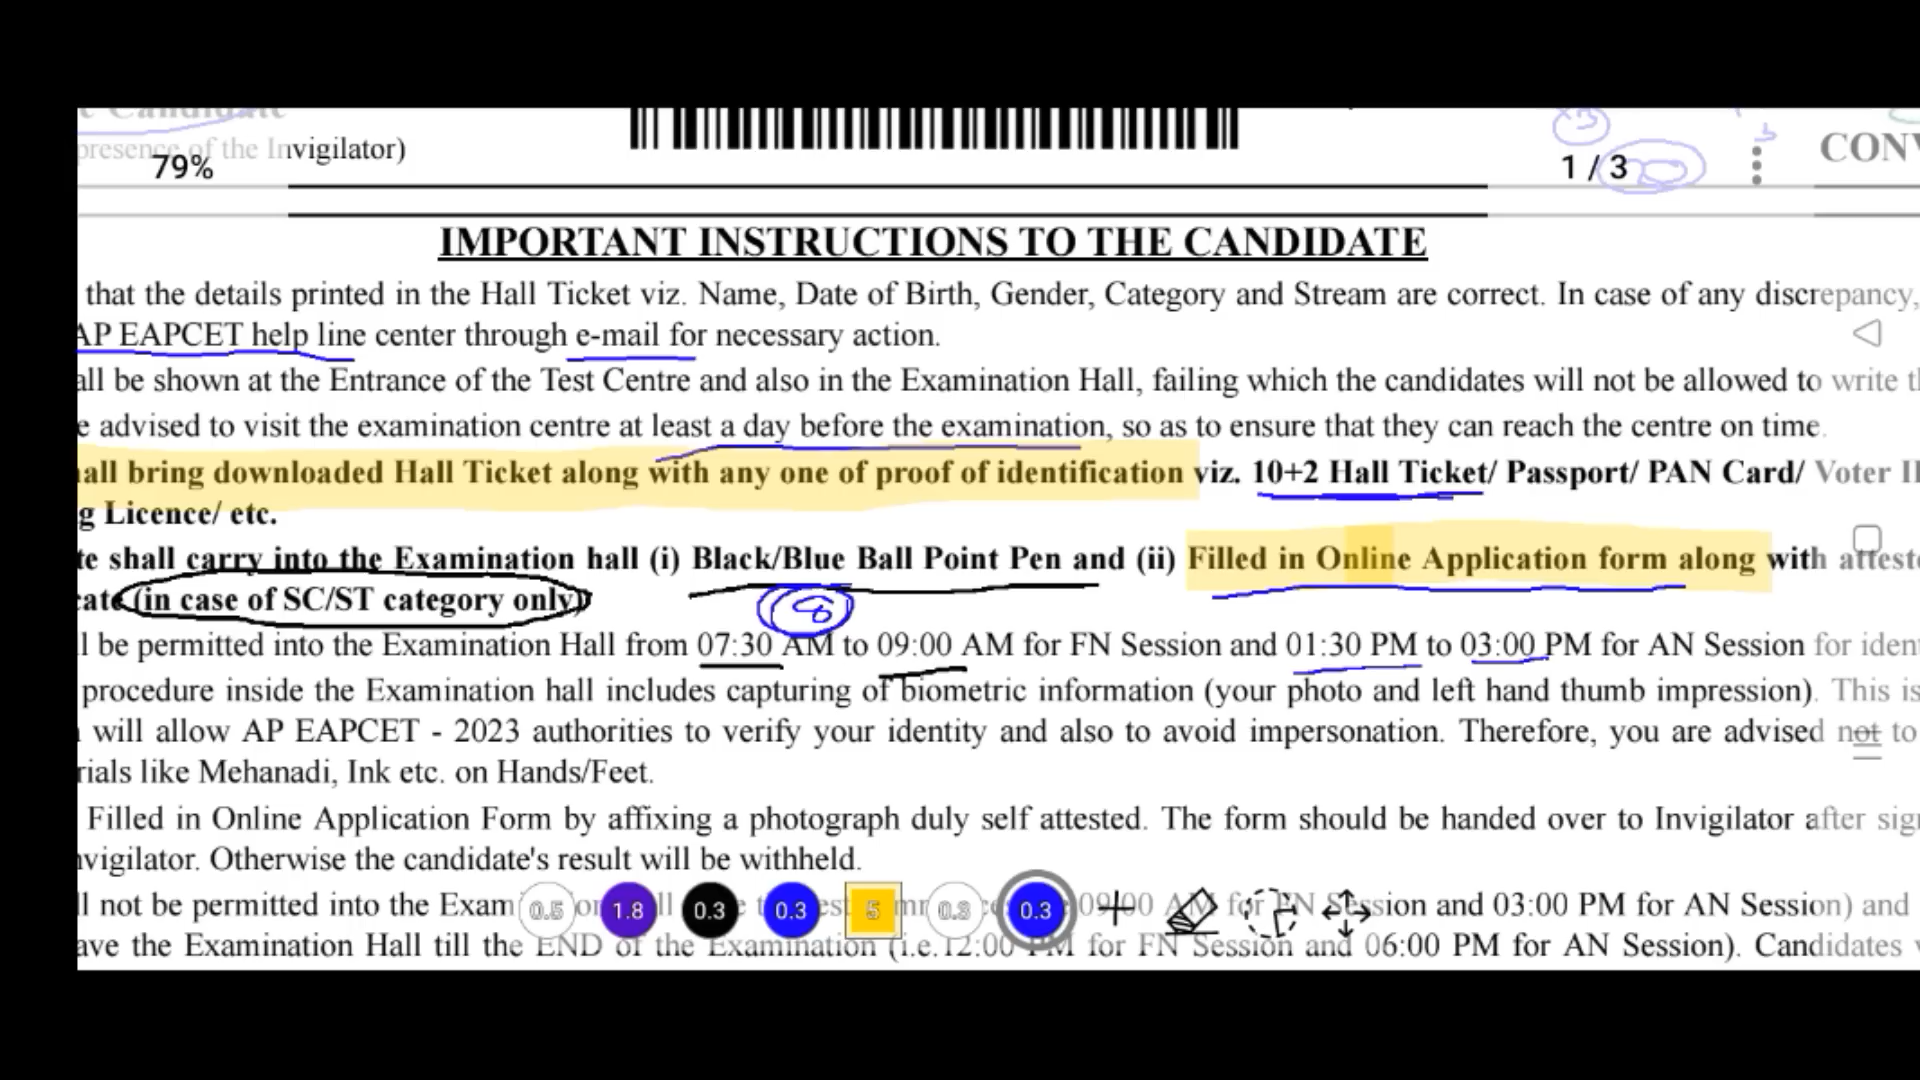 e Candidate
presence of the Invigilator)
79%
1 / 3
CONV
IMPORTANT INSTRUCTIONS TO THE CANDIDATE
that the details printed in the Hall Ticket viz. Name, Date of Birth, Gender, Category and Stream are correct. In case of any discrepancy,
AP EAPCET help line center through e-mail for necessary action.
all be shown at the Entrance of the Test Centre and also in the Examination Hall, failing which the candidates will not be allowed to write th
e advised to visit the examination centre at least a day before the examination, so as to ensure that they can reach the centre on time.
all bring downloaded Hall Ticket along with any one of proof of identification viz. 10+2 Hall Ticket/ Passport/ PAN Card/ Voter ID
g Licence/ etc.
te shall carry into the Examination hall (i) Black/Blue Ball Point Pen and (ii) Filled in Online Application form along with atteste
cate (in case of SC/ST category only)
8
l be permitted into the Examination Hall from 07:30 AM to 09:00 AM for FN Session and 01:30 PM to 03:00 PM for AN Session for iden
procedure inside the Examination hall includes capturing of biometric information (your photo and left hand thumb impression). This is
will allow AP EAPCET - 2023 authorities to verify your identity and also to avoid impersonation. Therefore, you are advised not to
rials like Mehanadi, Ink etc. on Hands/Feet.
Filled in Online Application Form by affixing a photograph duly self attested. The form should be handed over to Invigilator after sig
nvigilator. Otherwise the candidate's result will be withheld.
ll not be permitted into the Exam 09:00 AM for FN Session and 03:00 PM for AN Session) and
0.5 1.8 0.3 0.3 5 0.3 0.3
ave the Examination Hall till the END of the Examination (i.e.12:00 PM for FN Session and 06:00 PM for AN Session). Candidates